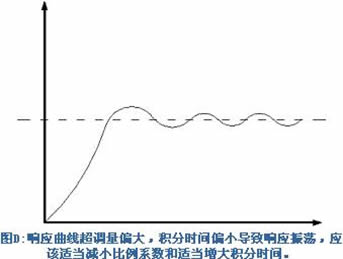 图D:响应曲线超调量偏大，积分时间偏小导致响应振荡，应
该适当减小比例系数和适当增大积分时间。